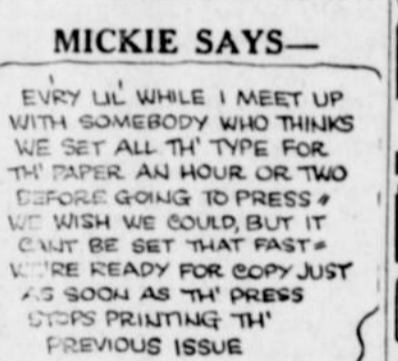 MICKIE SAYS—
EV'RY LIL' WHILE I MEET UP
WITH SOMEBODY WHO THINKS
WE SET ALL TH' TYPE FOR
TH' PAPER AN HOUR OR TWO
BEFORE GOING TO PRESS =
WE WISH WE COULD, BUT IT
CAN'T BE SET THAT FAST =
WE'RE READY FOR COPY JUST
AS SOON AS TH' PRESS
STOPS PRINTING TH'
PREVIOUS ISSUE